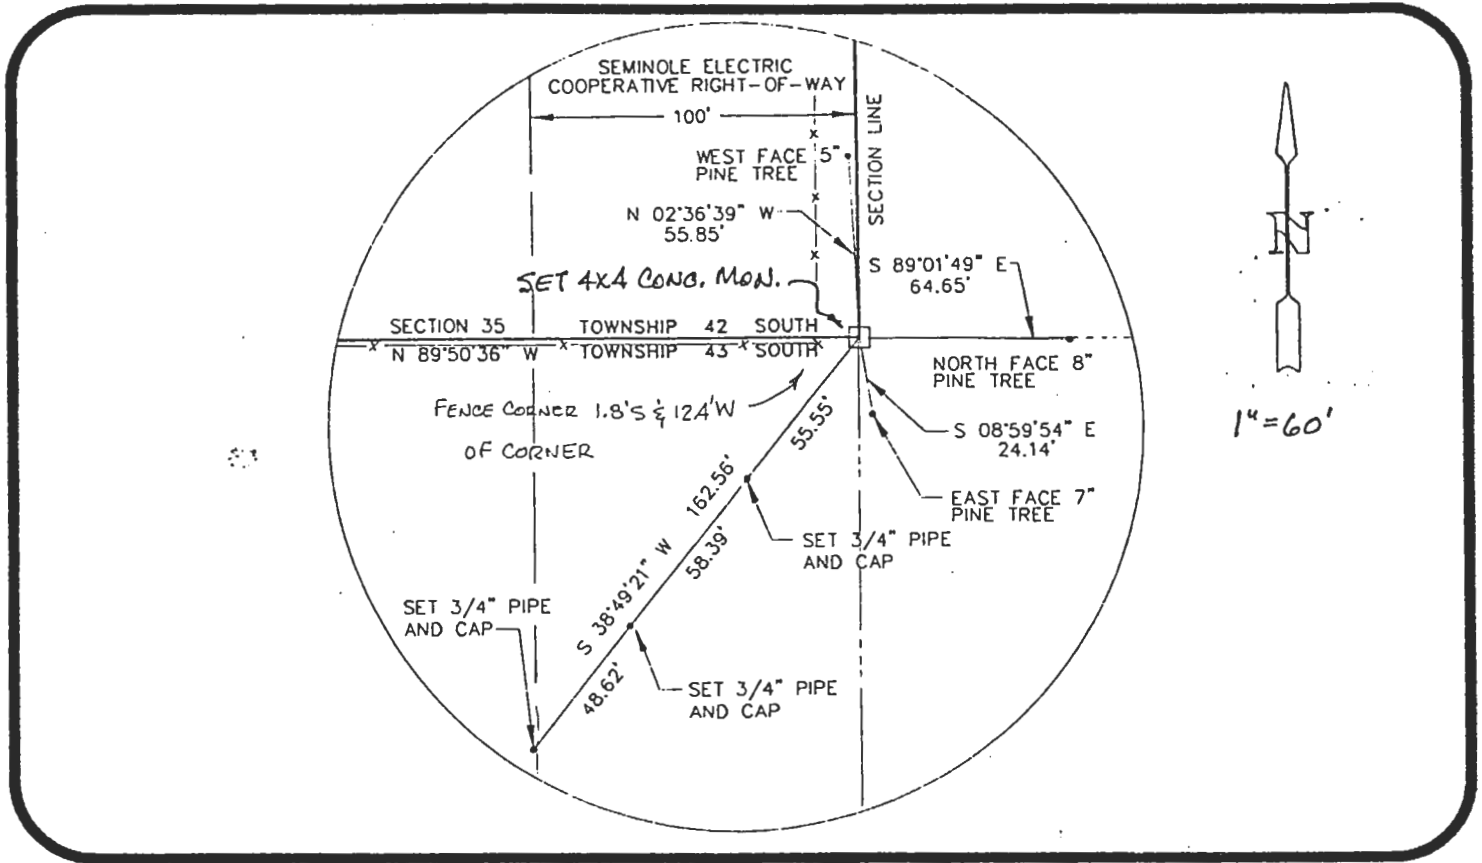 SEMINOLE ELECTRIC
COOPERATIVE RIGHT-OF-WAY
100'
SECTION LINE
WEST FACE 5"
PINE TREE
N 02°36'39" W
55.85'
S 89°01'49" E
64.65'
SET 4X4 CONC. MON.
SECTION 35 TOWNSHIP 42 SOUTH
N 89°50'36" W TOWNSHIP 43 SOUTH
NORTH FACE 8"
PINE TREE
FENCE CORNER 1.8'S & 12.4'W
OF CORNER
S 08°59'54" E
24.14'
EAST FACE 7"
PINE TREE
55.55'
162.56'
58.39'
S 38°49'21" W
48.62'
SET 3/4" PIPE
AND CAP
SET 3/4" PIPE
AND CAP
SET 3/4" PIPE
AND CAP
N
1"=60'